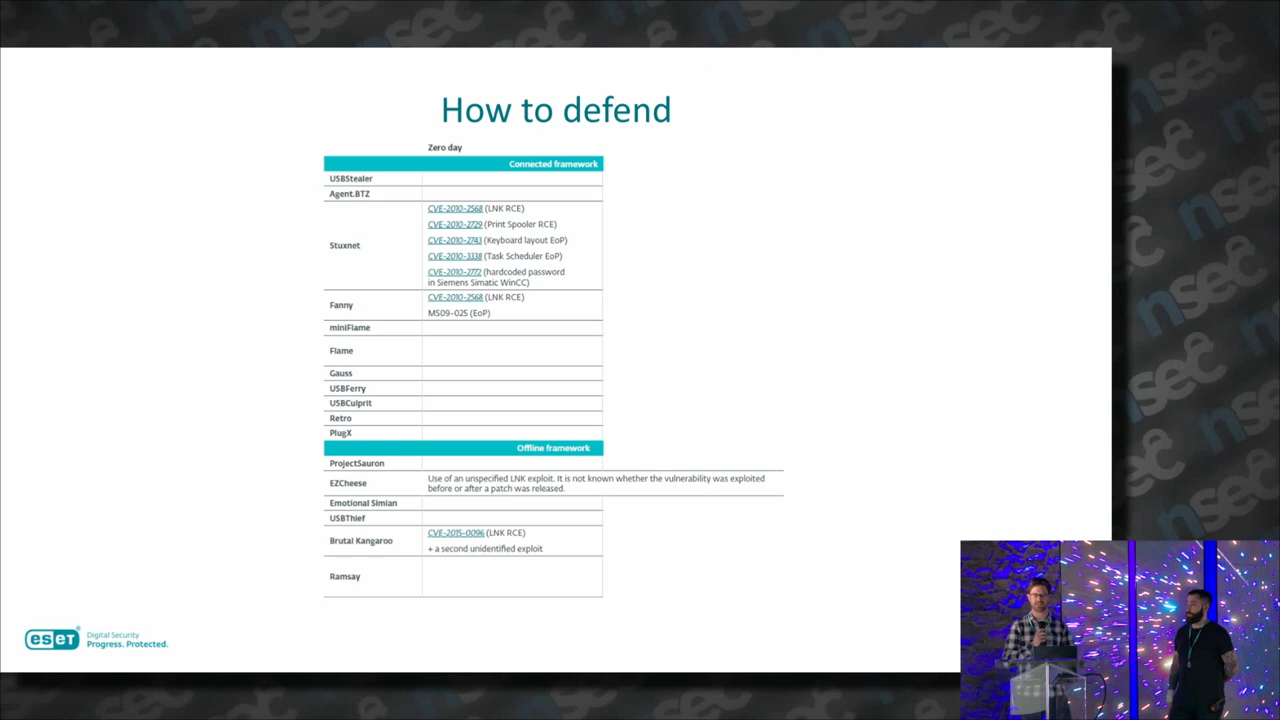 How to defend
Zero day
Connected framework
USBStealer
Agent.BTZ
Stuxnet
CVE-2010-2568 (LNK RCE)
CVE-2010-2729 (Print Spooler RCE)
CVE-2010-2743 (Keyboard layout EoP)
CVE-2010-3338 (Task Scheduler EoP)
CVE-2010-2772 (hardcoded password
in Siemens Simatic WinCC)
Fanny
CVE-2010-2568 (LNK RCE)
MS09-025 (EoP)
miniFlame
Flame
Gauss
USBFerry
USBCulprit
Retro
PlugX
Offline framework
ProjectSauron
EZCheese
Use of an unspecified LNK exploit. It is not known whether the vulnerability was exploited
before or after a patch was released.
Emotional Simian
USBThief
Brutal Kangaroo
CVE-2015-0096 (LNK RCE)
+ a second unidentified exploit
Ramsay
eseT®
Digital Security
Progress. Protected.
nsec